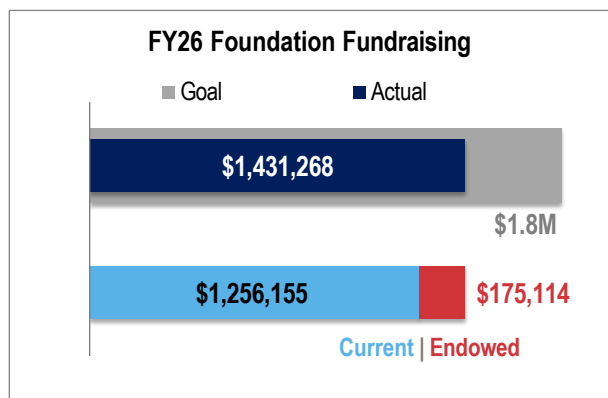 FY26 Foundation Fundraising
Goal Actual
$1,431,268
$1.8M
$1,256,155 $175,114
Current | Endowed